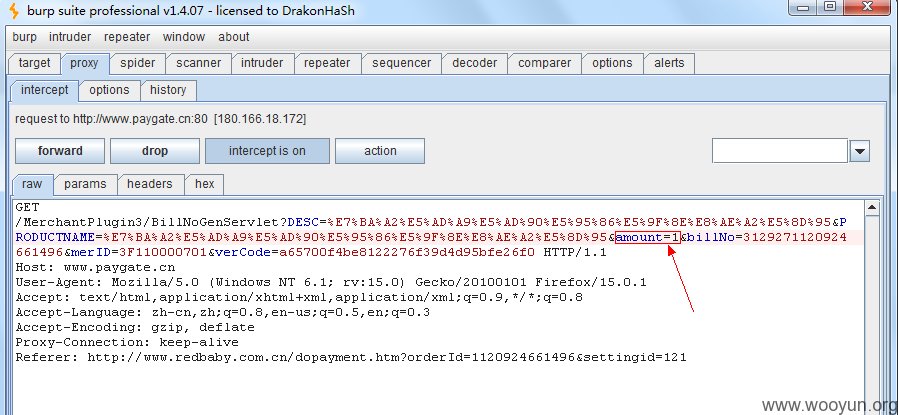 burp suite professional v1.4.07 - licensed to DrakonHaSh
burp intruder repeater window about
target proxy spider scanner intruder repeater sequencer decoder comparer options alerts
intercept options history
request to http://www.paygate.cn:80 [180.166.18.172]
forward drop intercept is on action
raw params headers hex
GET
/MerchantPlugin3/BillNoGenServlet?DESC=%E7%BA%A2%E5%AD%A9%E5%AD%90%E5%95%86%E5%9F%8E%E8%AE%A2%E5%8D%95&P
RODUCTNAME=%E7%BA%A2%E5%AD%A9%E5%AD%90%E5%95%86%E5%9F%8E%E8%AE%A2%E5%8D%95&amount=1&billNo=3129271120924
661496&merID=3F110000701&verCode=a65700f4be8122276f39d4d95bfe26f0 HTTP/1.1
Host: www.paygate.cn
User-Agent: Mozilla/5.0 (Windows NT 6.1; rv:15.0) Gecko/20100101 Firefox/15.0.1
Accept: text/html,application/xhtml+xml,application/xml;q=0.9,*/*;q=0.8
Accept-Language: zh-cn,zh;q=0.8,en-us;q=0.5,en;q=0.3
Accept-Encoding: gzip, deflate
Proxy-Connection: keep-alive
Referer: http://www.redbaby.com.cn/dopayment.htm?orderId=1120924661496&settingid=121
www.wooyun.org